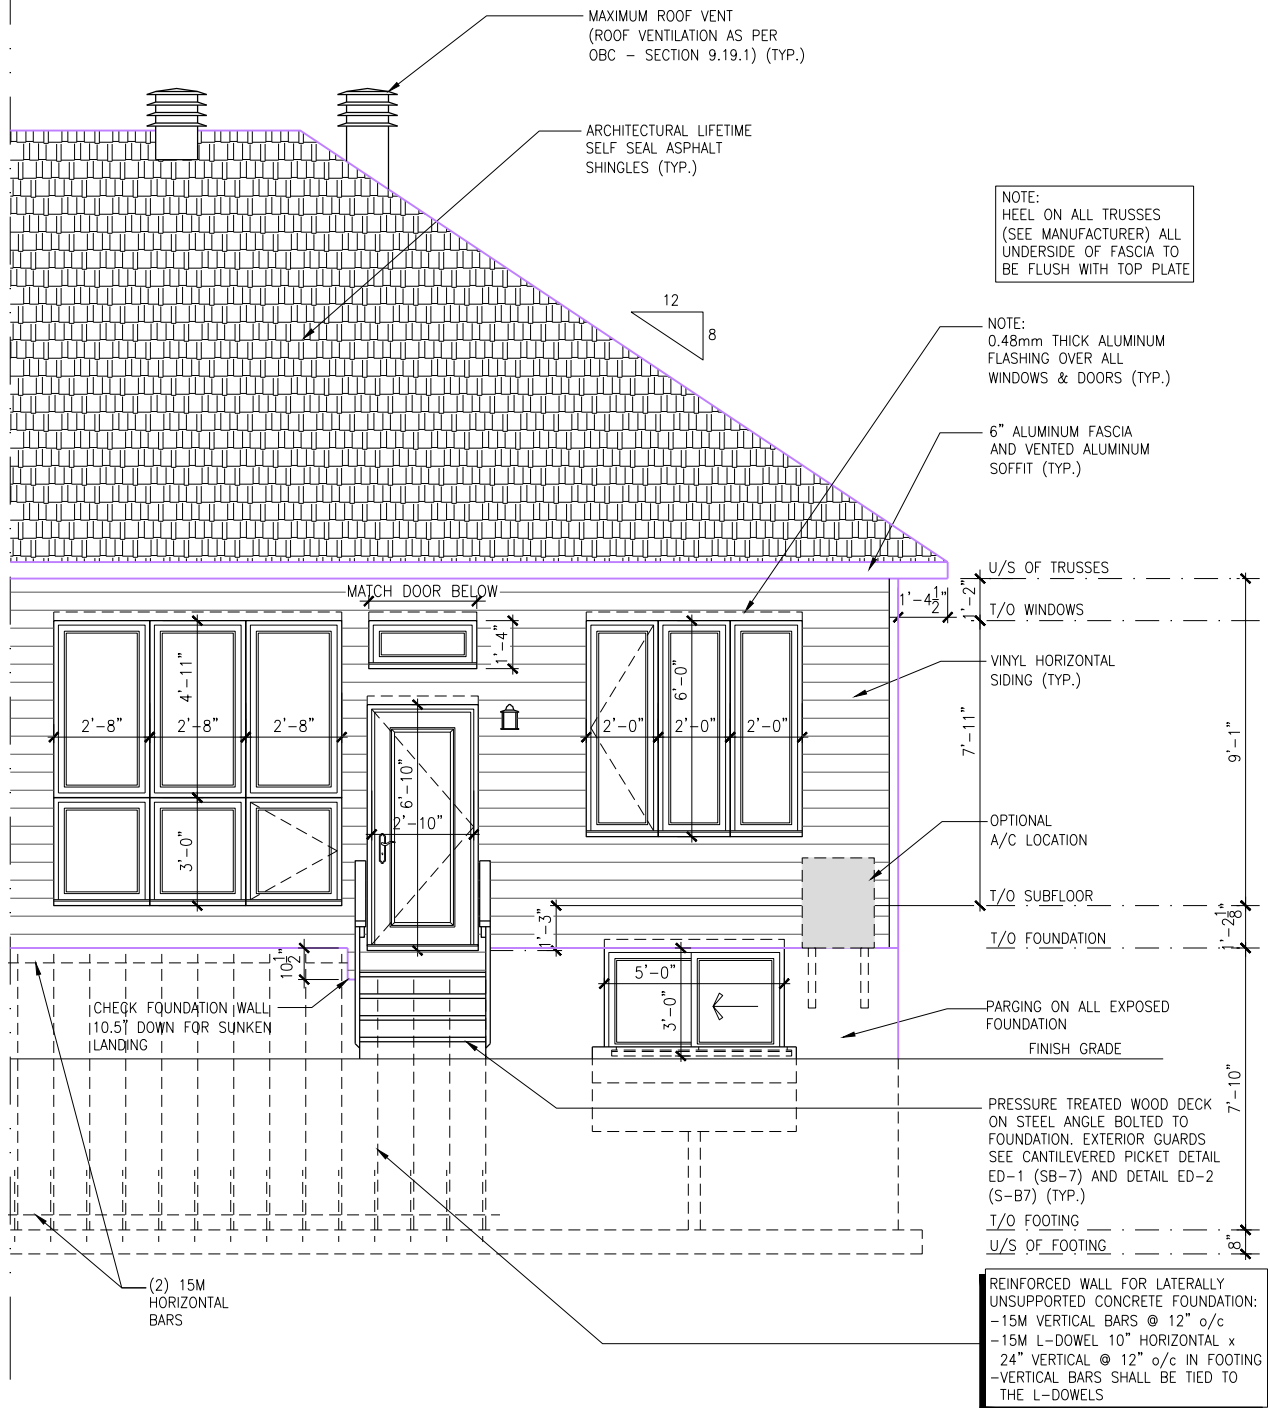 MAXIMUM ROOF VENT
(ROOF VENTILATION AS PER
OBC - SECTION 9.19.1) (TYP.)
ARCHITECTURAL LIFETIME
SELF SEAL ASPHALT
SHINGLES (TYP.)
NOTE:
HEEL ON ALL TRUSSES
(SEE MANUFACTURER) ALL
UNDERSIDE OF FASCIA TO
BE FLUSH WITH TOP PLATE
12
8
NOTE:
0.48mm THICK ALUMINUM
FLASHING OVER ALL
WINDOWS & DOORS (TYP.)
6" ALUMINUM FASCIA
AND VENTED ALUMINUM
SOFFIT (TYP.)
U/S OF TRUSSES
MATCH DOOR BELOW
1'-4½"
1'-2"
T/O WINDOWS
1'-4"
4'-11"
6'-0"
VINYL HORIZONTAL
SIDING (TYP.)
2'-8"
2'-8"
2'-8"
2'-0"
2'-0"
2'-0"
7'-11"
9'-1"
6'-10"
2'-10"
3'-0"
OPTIONAL
A/C LOCATION
T/O SUBFLOOR
1'-3"
1'-2⅛"
T/O FOUNDATION
10½"
5'-0"
3'-0"
CHECK FOUNDATION WALL
10.5" DOWN FOR SUNKEN
LANDING
PARGING ON ALL EXPOSED
FOUNDATION
FINISH GRADE
7'-10"
PRESSURE TREATED WOOD DECK
ON STEEL ANGLE BOLTED TO
FOUNDATION. EXTERIOR GUARDS
SEE CANTILEVERED PICKET DETAIL
ED-1 (SB-7) AND DETAIL ED-2
(S-B7) (TYP.)
T/O FOOTING
U/S OF FOOTING
8"
(2) 15M
HORIZONTAL
BARS
REINFORCED WALL FOR LATERALLY
UNSUPPORTED CONCRETE FOUNDATION:
-15M VERTICAL BARS @ 12" o/c
-15M L-DOWEL 10" HORIZONTAL x
24" VERTICAL @ 12" o/c IN FOOTING
-VERTICAL BARS SHALL BE TIED TO
THE L-DOWELS